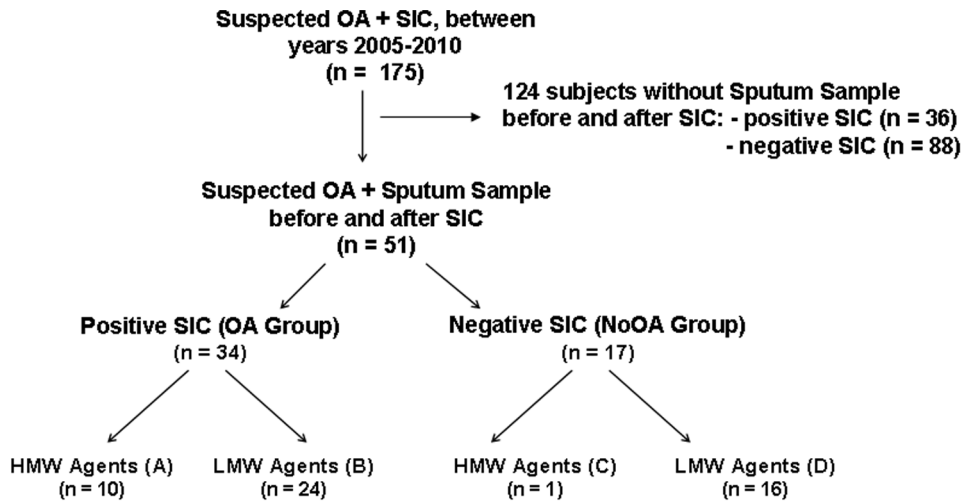 Suspected OA + SIC, between
years 2005-2010
(n = 175)
124 subjects without Sputum Sample
before and after SIC: - positive SIC (n = 36)
- negative SIC (n = 88)
Suspected OA + Sputum Sample
before and after SIC
(n = 51)
Positive SIC (OA Group)
(n = 34)
Negative SIC (NoOA Group)
(n = 17)
HMW Agents (A)
(n = 10)
LMW Agents (B)
(n = 24)
HMW Agents (C)
(n = 1)
LMW Agents (D)
(n = 16)